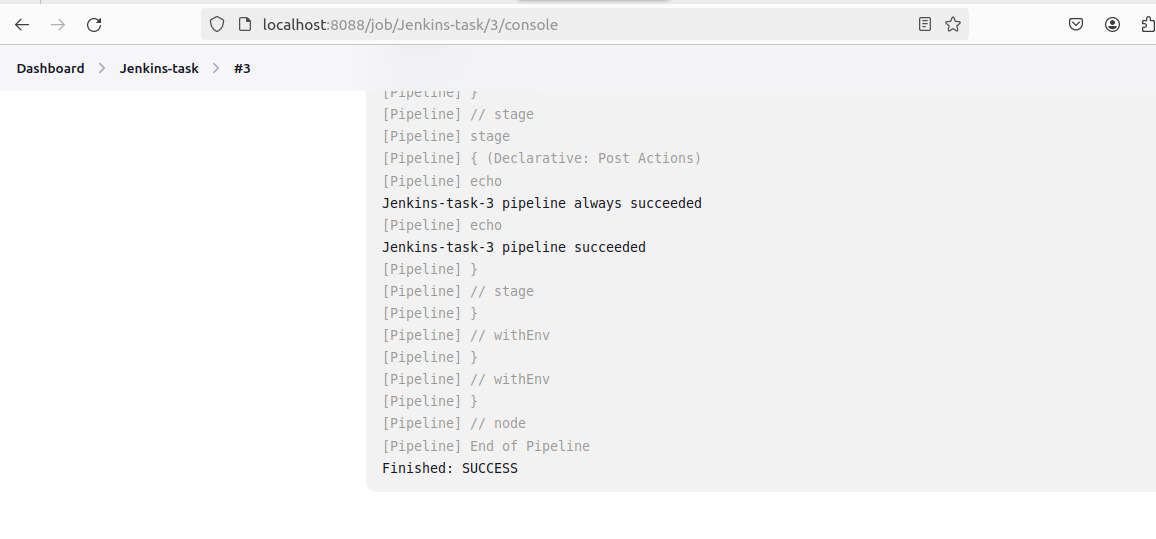 localhost:8088/job/Jenkins-task/3/console
Dashboard > Jenkins-task > #3
[Pipeline] }
[Pipeline] // stage
[Pipeline] stage
[Pipeline] { (Declarative: Post Actions)
[Pipeline] echo
Jenkins-task-3 pipeline always succeeded
[Pipeline] echo
Jenkins-task-3 pipeline succeeded
[Pipeline] }
[Pipeline] // stage
[Pipeline] }
[Pipeline] // withEnv
[Pipeline] }
[Pipeline] // withEnv
[Pipeline] }
[Pipeline] // node
[Pipeline] End of Pipeline
Finished: SUCCESS